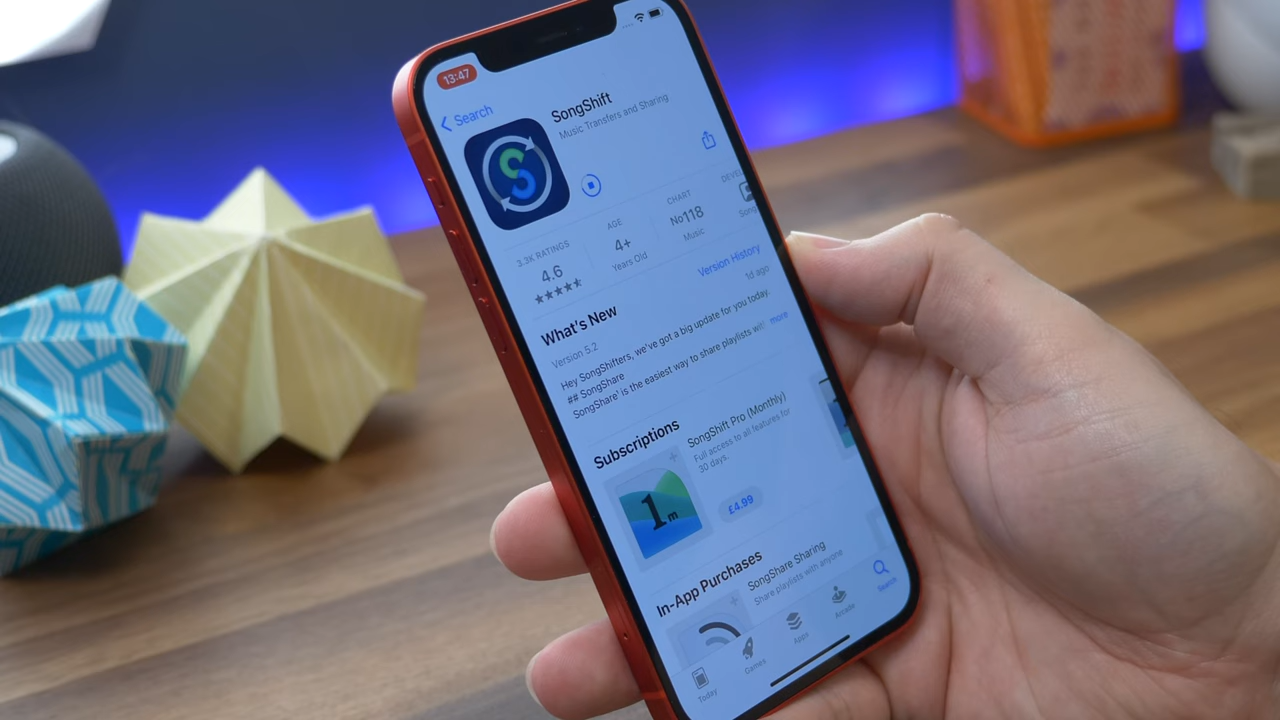 13:47
Search
SongShift
Music Transfers and Sharing
3.3K RATINGS
4.6
★★★★★
AGE
4+
Years Old
CHART
No118
Music
DEVEL
Song
What's New
Version History
Version 5.2
1d ago
Hey SongShifters, we've got a big update for you today.
## SongShare
SongShare' is the easiest way to share playlists wit
more
Subscriptions
1m
SongShift Pro (Monthly)
Full access to all features for
30 days.
£4.99
In-App Purchases
SongShare Sharing
Share playlists with anyone
Today
Games
Apps
Arcade
Search